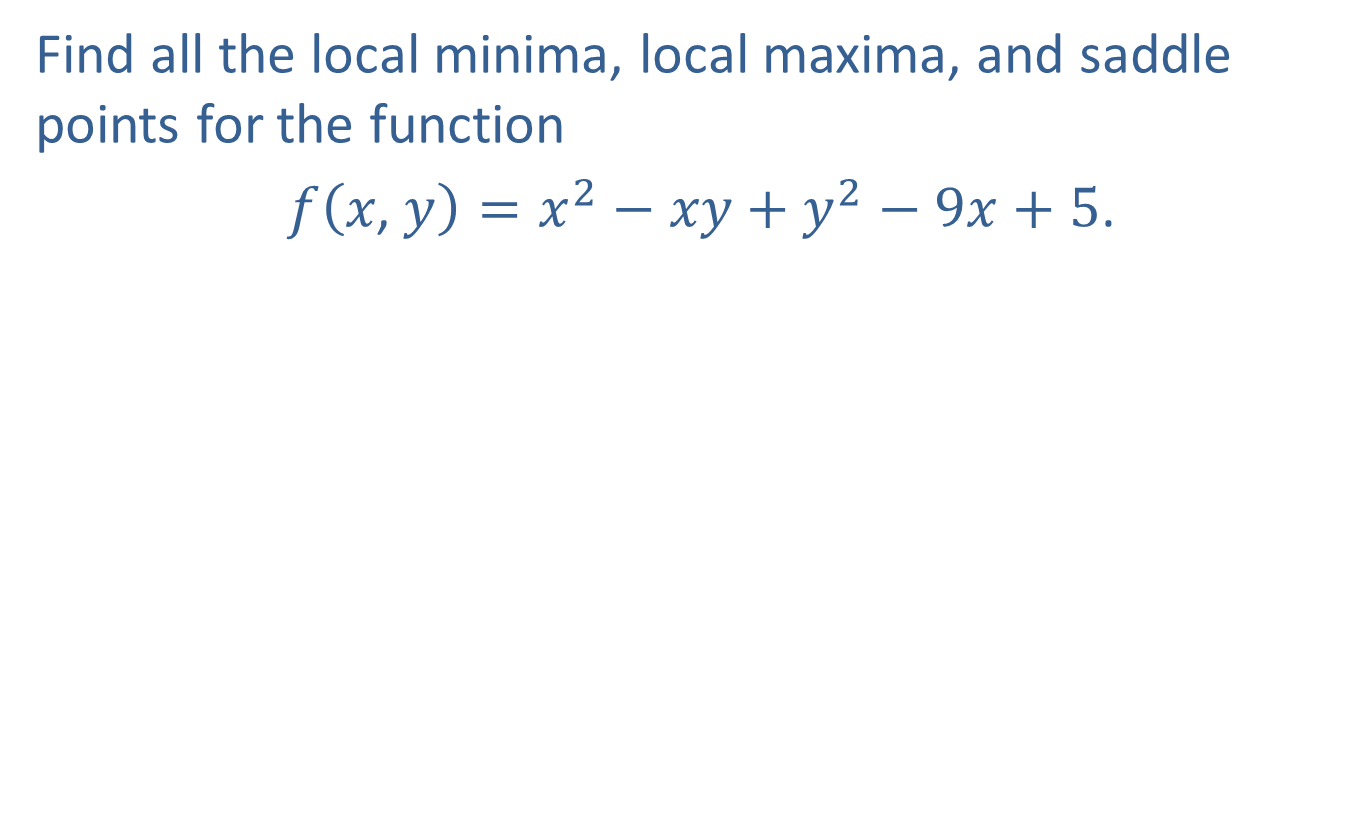 Find all the local minima, local maxima, and saddle
points for the function
f(x, y) = x² − xy + y² − 9x + 5.